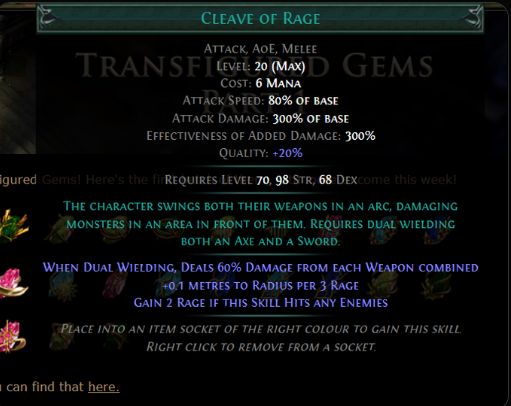 Cleave of Rage
Attack, AoE, Melee
Level: 20 (Max)
Cost: 6 Mana
Attack Speed: 80% of base
Attack Damage: 300% of base
Effectiveness of Added Damage: 300%
Quality: +20%
Transfigured Gems
Part 1
Requires Level 70, 98 Str, 68 Dex
figured Gems! Here's the fi
ome this week!
The character swings both their weapons in an arc, damaging
monsters in an area in front of them. Requires dual wielding
both an Axe and a Sword.
When Dual Wielding, Deals 60% Damage from each Weapon combined
+0.1 metres to Radius per 3 Rage
Gain 2 Rage if this Skill Hits any Enemies
Place into an item socket of the right colour to gain this skill.
Right click to remove from a socket.
u can find that here.